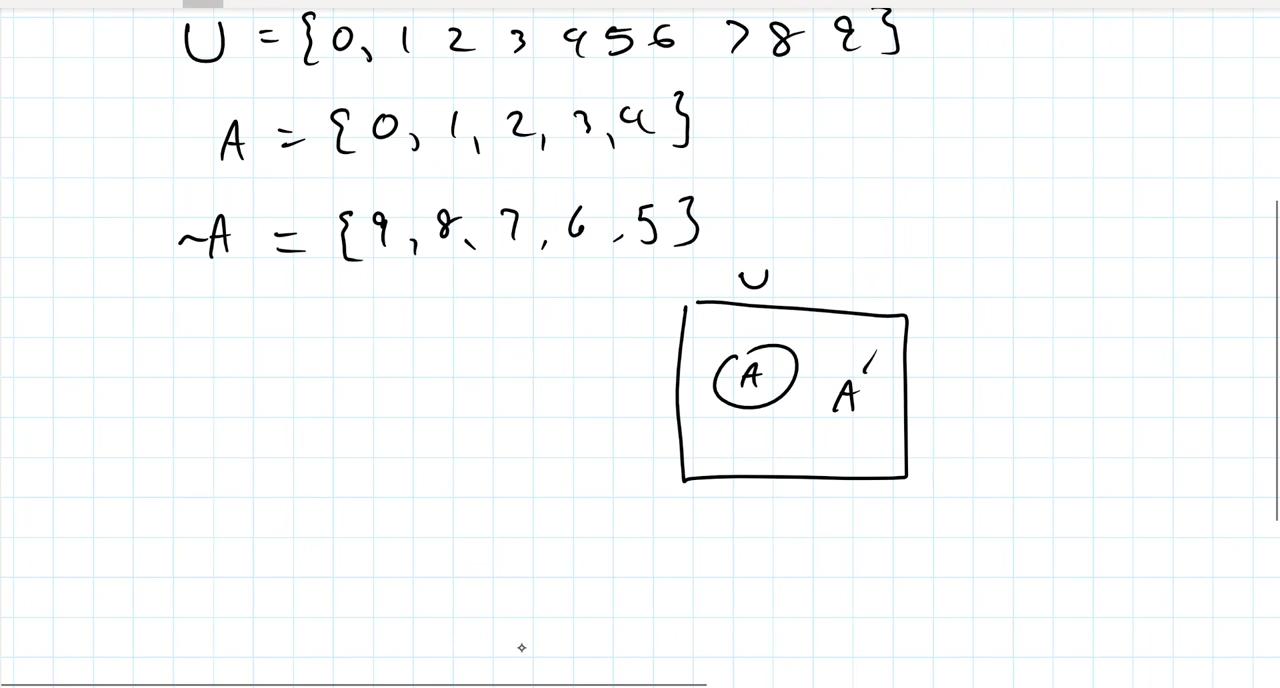 U = {0, 1 2 3 4 5 6 7 8 9}
A = {0, 1, 2, 3, 4}
~A = {9, 8, 7, 6, 5}
U
A A′